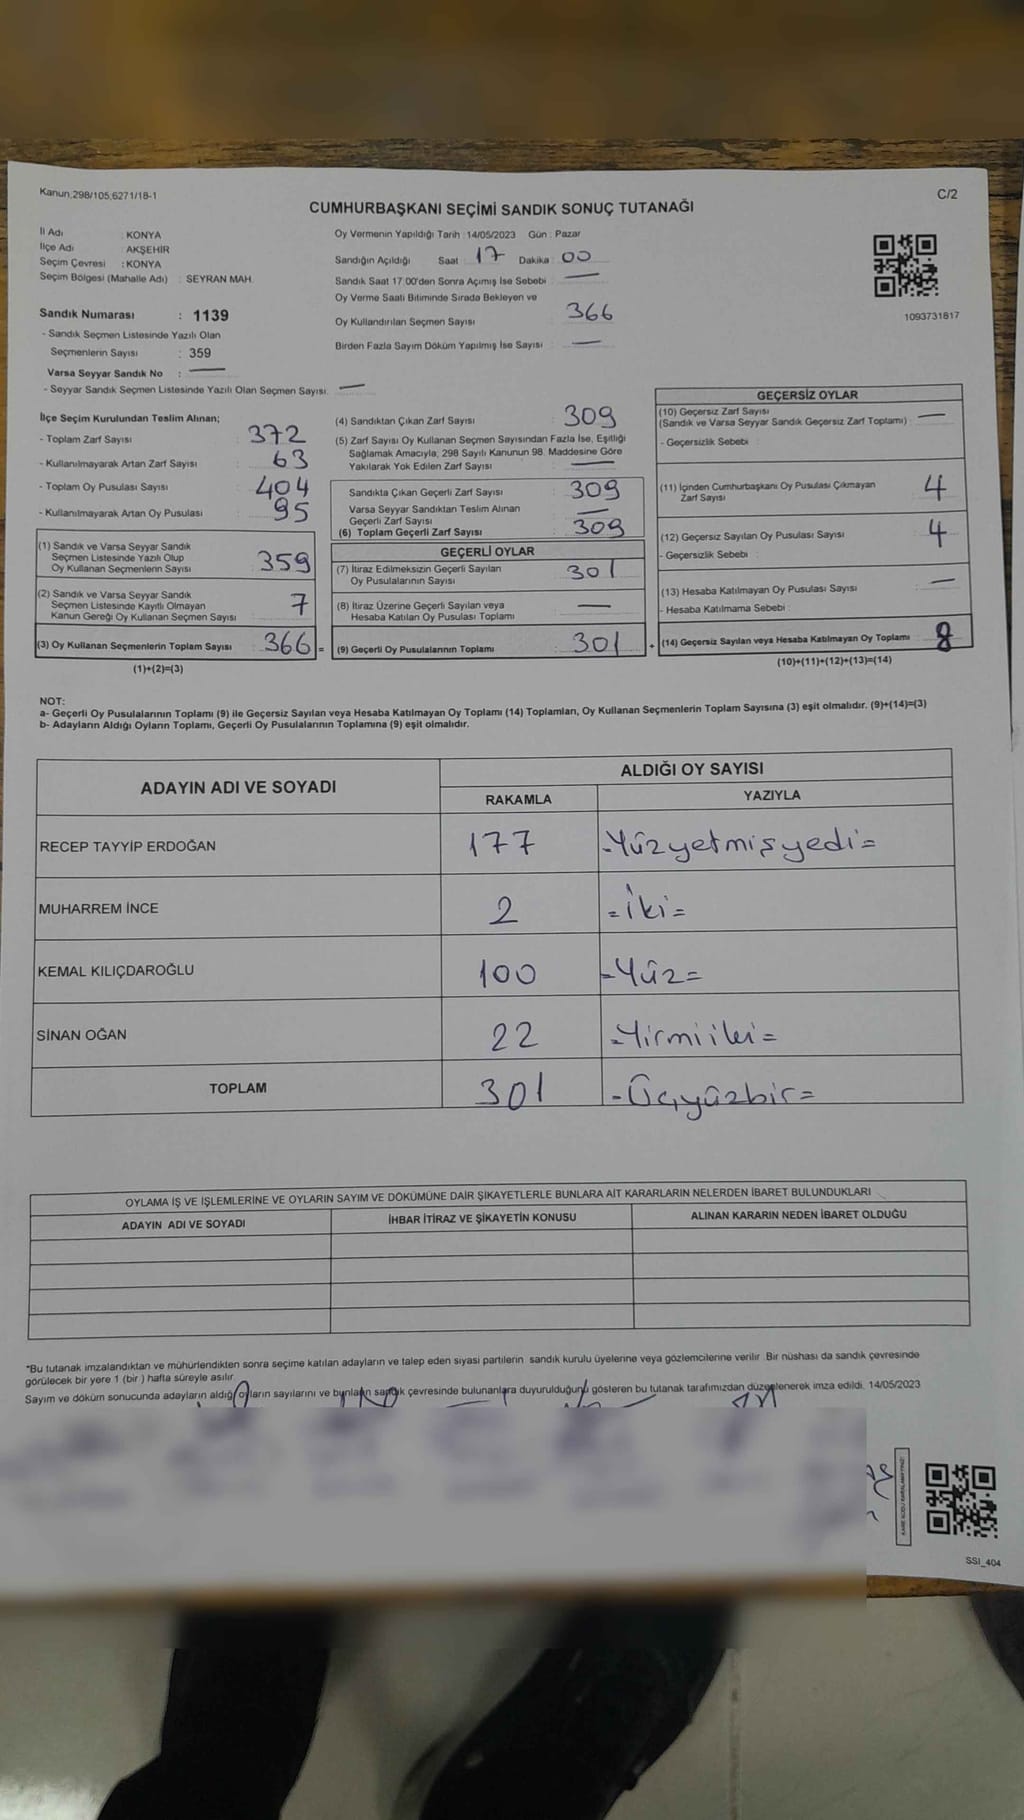 Kanun,298/105,6271/18-1
C/2
CUMHURBAŞKANI SEÇİMİ SANDIK SONUÇ TUTANAĞI
İl Adı : KONYA
İlçe Adı : AKŞEHİR
Seçim Çevresi : KONYA
Seçim Bölgesi (Mahalle Adı) : SEYRAN MAH.
Oy Vermenin Yapıldığı Tarih : 14/05/2023 Gün : Pazar
Sandığın Açıldığı Saat : 17 Dakika : 00
Sandık Saat 17:00'den Sonra Açımış İse Sebebi : —
Oy Verme Saati Bitiminde Sırada Bekleyen ve
Oy Kullandırılan Seçmen Sayısı : 366
Birden Fazla Sayım Döküm Yapılmış İse Sayısı : —
1093731817
Sandık Numarası : 1139
- Sandık Seçmen Listesinde Yazılı Olan
Seçmenlerin Sayısı : 359
Varsa Seyyar Sandık No : —
- Seyyar Sandık Seçmen Listesinde Yazılı Olan Seçmen Sayısı: —
İlçe Seçim Kurulundan Teslim Alınan;
- Toplam Zarf Sayısı : 372
- Kullanılmayarak Artan Zarf Sayısı : 63
- Toplam Oy Pusulası Sayısı : 404
- Kullanılmayarak Artan Oy Pusulası : 95
(1) Sandık ve Varsa Seyyar Sandık
Seçmen Listesinde Yazılı Olup
Oy Kullanan Seçmenlerin Sayısı : 359
(2) Sandık ve Varsa Seyyar Sandık
Seçmen Listesinde Kayıtlı Olmayan
Kanun Gereği Oy Kullanan Seçmen Sayısı : 7
(3) Oy Kullanan Seçmenlerin Toplam Sayısı : 366 =
(1)+(2)=(3)
(4) Sandıktan Çıkan Zarf Sayısı : 309
(5) Zarf Sayısı Oy Kullanan Seçmen Sayısından Fazla İse, Eşitliği
Sağlamak Amacıyla; 298 Sayılı Kanunun 98. Maddesine Göre
Yakılarak Yok Edilen Zarf Sayısı : —
Sandıkta Çıkan Geçerli Zarf Sayısı : 309
Varsa Seyyar Sandıktan Teslim Alınan
Geçerli Zarf Sayısı : —
(6) Toplam Geçerli Zarf Sayısı : 309
GEÇERLİ OYLAR
(7) İtiraz Edilmeksizin Geçerli Sayılan
Oy Pusulalarının Sayısı : 301
(8) İtiraz Üzerine Geçerli Sayılan veya
Hesaba Katılan Oy Pusulası Toplamı : —
(9) Geçerli Oy Pusulalarının Toplamı : 301 +
GEÇERSİZ OYLAR
(10) Geçersiz Zarf Sayısı
(Sandık ve Varsa Seyyar Sandık Geçersiz Zarf Toplamı) : —
- Geçersizlik Sebebi :
(11) İçinden Cumhurbaşkanı Oy Pusulası Çıkmayan
Zarf Sayısı : 4
(12) Geçersiz Sayılan Oy Pusulası Sayısı : 4
- Geçersizlik Sebebi :
(13) Hesaba Katılmayan Oy Pusulası Sayısı : —
- Hesaba Katılmama Sebebi :
(14) Geçersiz Sayılan veya Hesaba Katılmayan Oy Toplamı : 8
(10)+(11)+(12)+(13)=(14)
NOT:
a- Geçerli Oy Pusulalarının Toplamı (9) ile Geçersiz Sayılan veya Hesaba Katılmayan Oy Toplamı (14) Toplamları, Oy Kullanan Seçmenlerin Toplam Sayısına (3) eşit olmalıdır. (9)+(14)=(3)
b- Adayların Aldığı Oyların Toplamı, Geçerli Oy Pusulalarının Toplamına (9) eşit olmalıdır.
ADAYIN ADI VE SOYADI
ALDIĞI OY SAYISI
RAKAMLA YAZIYLA
RECEP TAYYİP ERDOĞAN 177 =Yüzyetmişyedi=
MUHARREM İNCE 2 =İki=
KEMAL KILIÇDAROĞLU 100 =Yüz=
SİNAN OĞAN 22 =Yirmiiki=
TOPLAM 301 =Üçyüzbir=
OYLAMA İŞ VE İŞLEMLERİNE VE OYLARIN SAYIM VE DÖKÜMÜNE DAİR ŞİKAYETLERLE BUNLARA AİT KARARLARIN NELERDEN İBARET BULUNDUKLARI
ADAYIN ADI VE SOYADI İHBAR İTİRAZ VE ŞİKAYETİN KONUSU ALINAN KARARIN NEDEN İBARET OLDUĞU
*Bu tutanak imzalandıktan ve mühürlendikten sonra seçime katılan adayların ve talep eden siyasi partilerin sandık kurulu üyelerine veya gözlemcilerine verilir. Bir nüshası da sandık çevresinde
görülecek bir yere 1 (bir ) hafta süreyle asılır.
Sayım ve döküm sonucunda adayların aldığı oyların sayılarını ve bunların sandık çevresinde bulunanlara duyurulduğunu gösteren bu tutanak tarafımızdan düzenlenerek imza edildi. 14/05/2023
KARE KODU KARALAMAYINIZ!
SSI_404